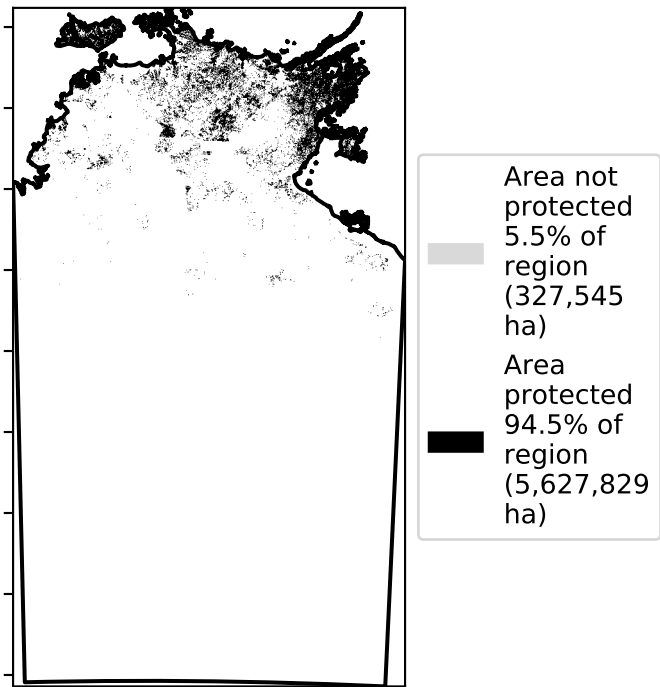 Area not
protected
5.5% of
region
(327,545
ha)
Area
protected
94.5% of
region
(5,627,829
ha)